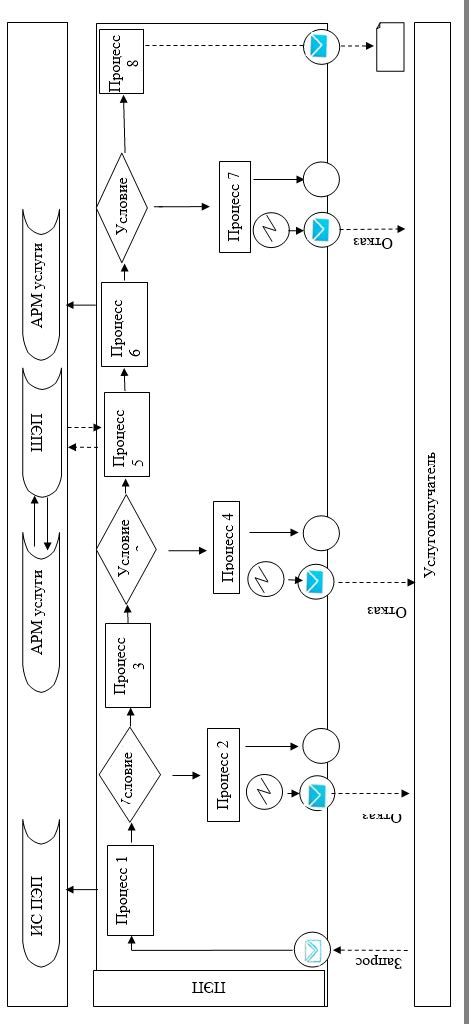 ИС ПЭП
АРМ услуги
ШЭП
АРМ услуги
ПЭП
Процесс 1
Условие
Процесс
3
Условие
Процесс
5
Процесс
6
Условие
Процесс
8
Процесс 2
Процесс 4
Процесс 7
Запрос
Отказ
Отказ
Отказ
Услугополучатель